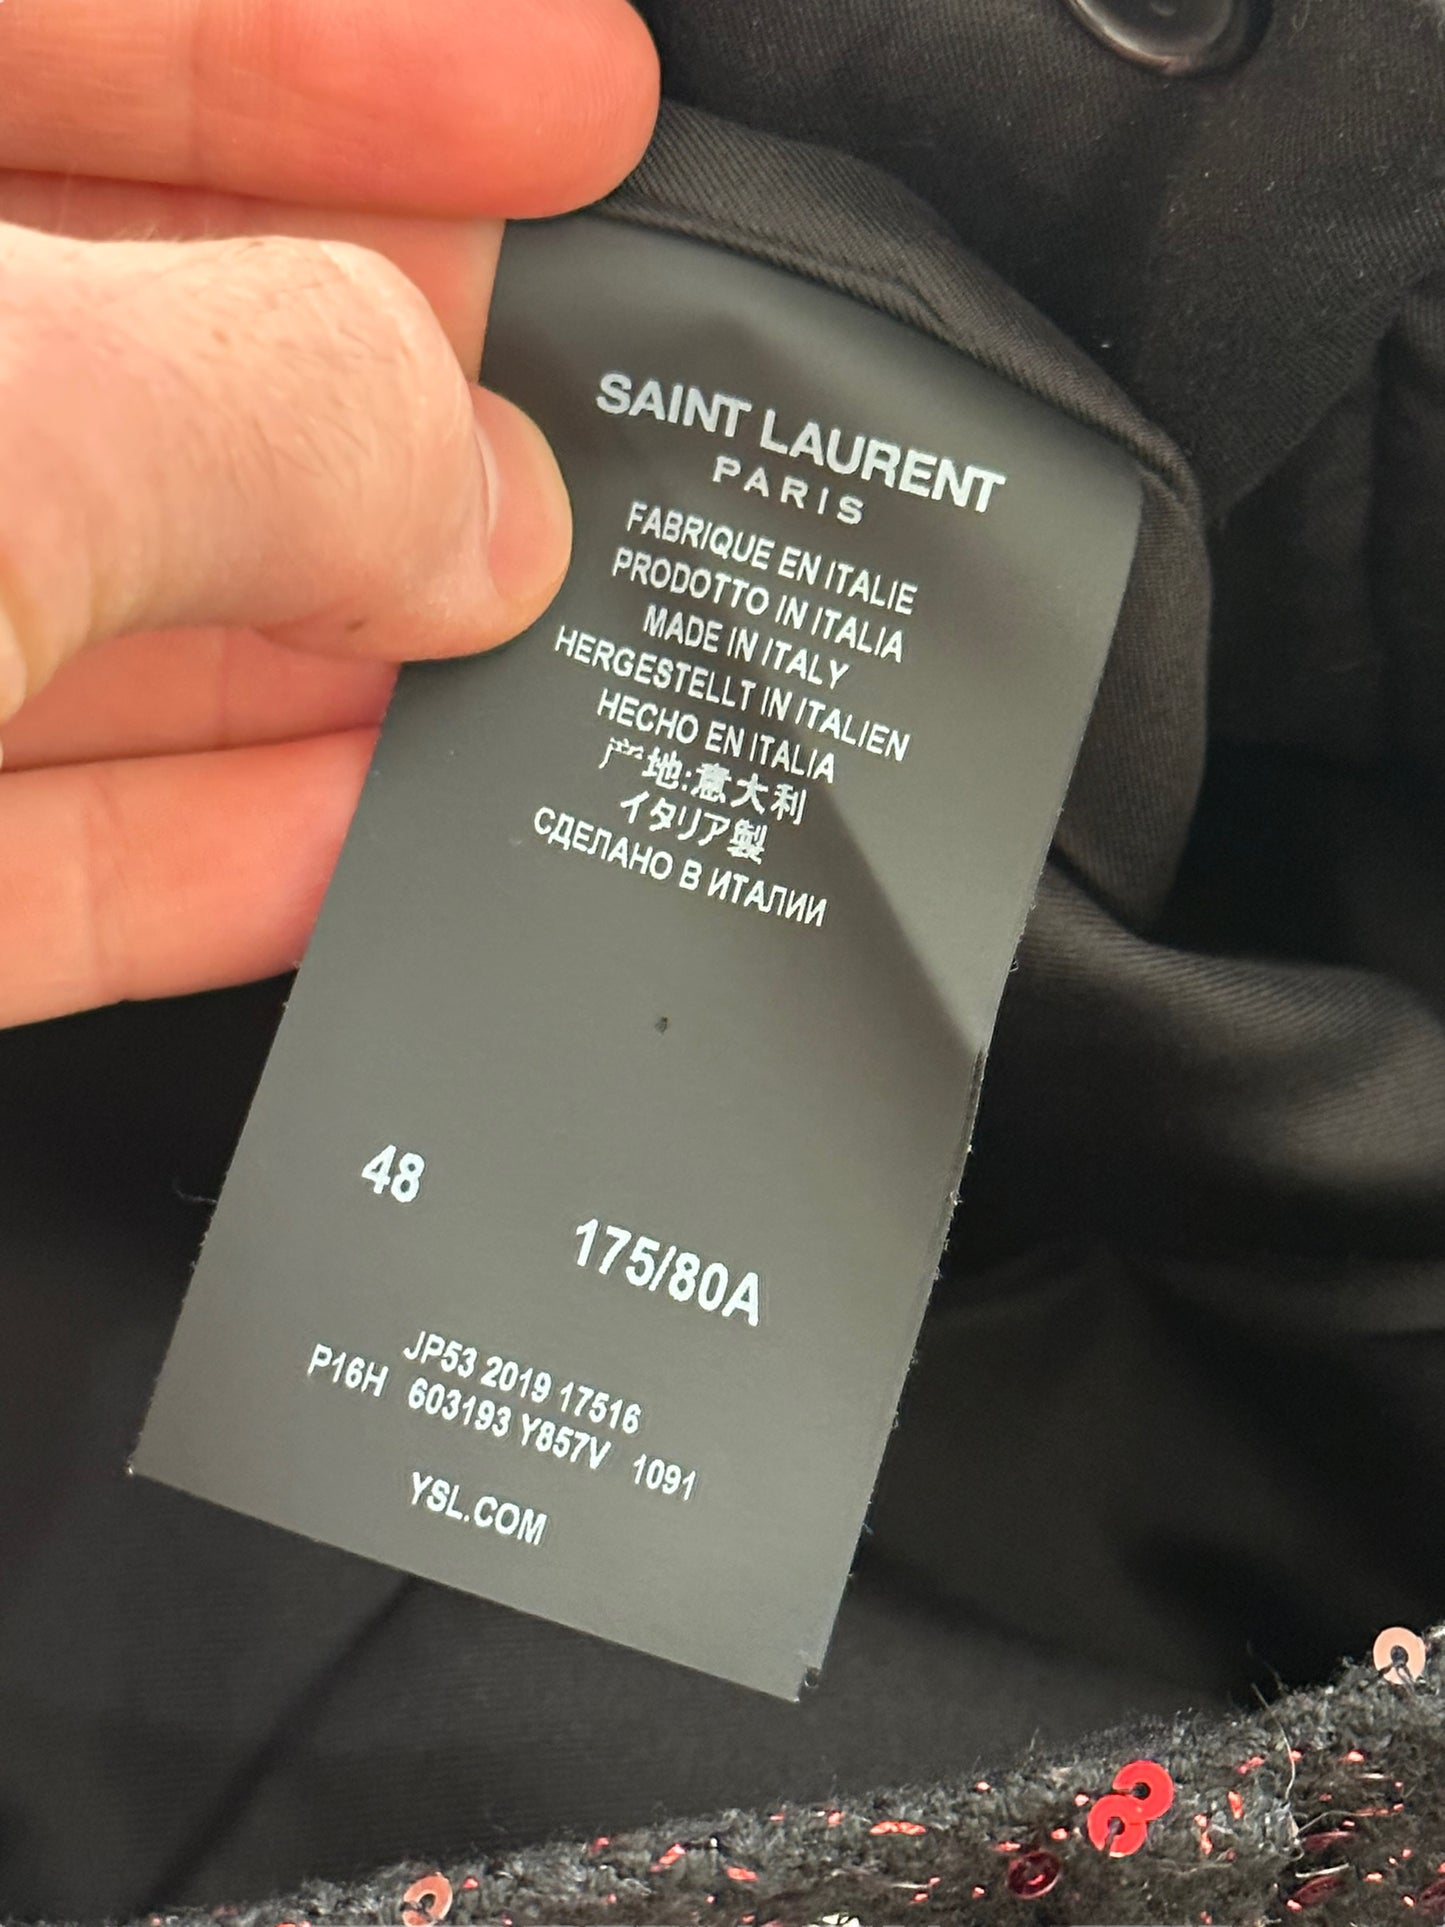 SAINT LAURENT
PARIS
FABRIQUE EN ITALIE
PRODOTTO IN ITALIA
MADE IN ITALY
HERGESTELLT IN ITALIEN
HECHO EN ITALIA
产地:意大利
イタリア製
СДЕЛАНО В ИТАЛИИ
48
175/80A
JP53 2019 17516
P16H 603193 Y857V 1091
YSL.COM